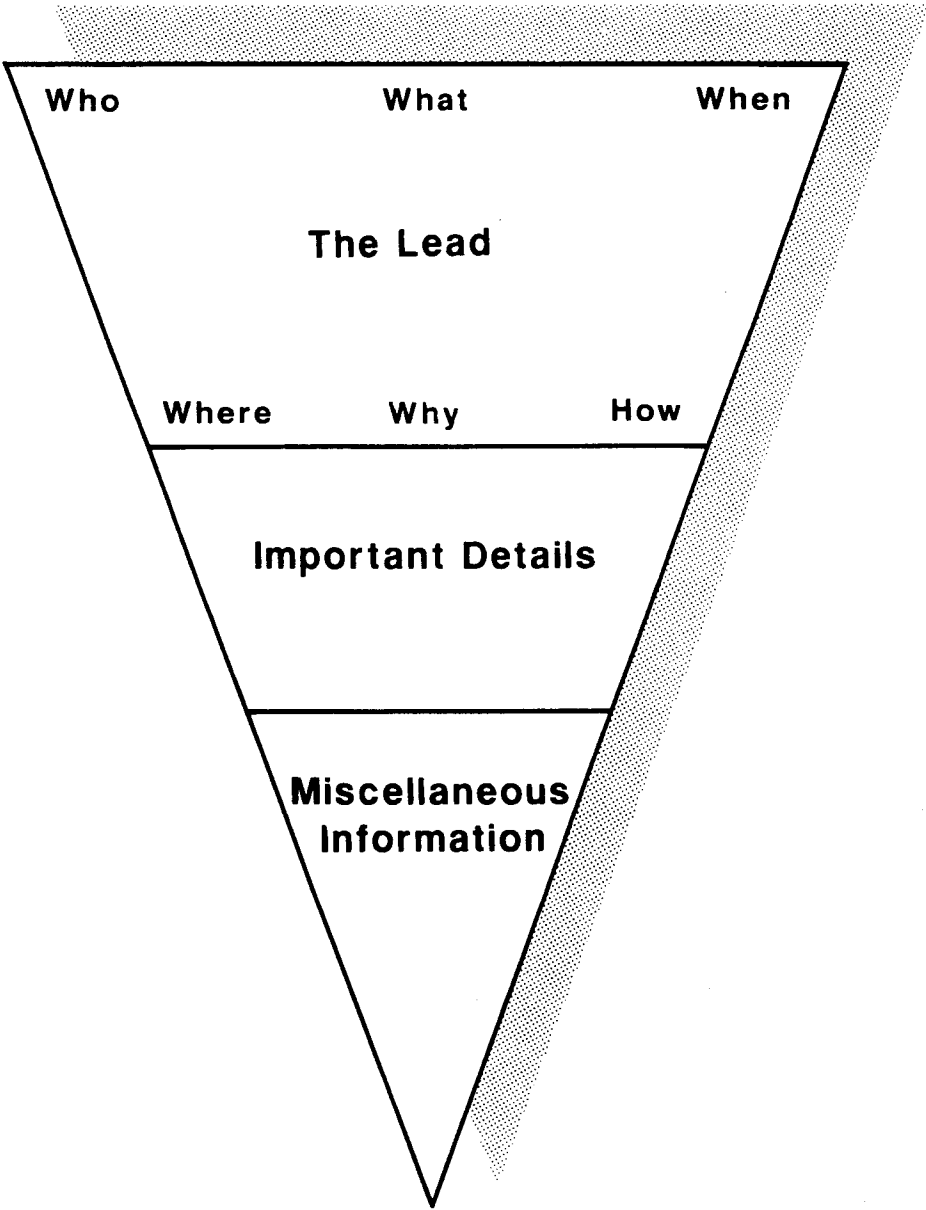 Who What When
The Lead
Where Why How
Important Details
Miscellaneous
Information